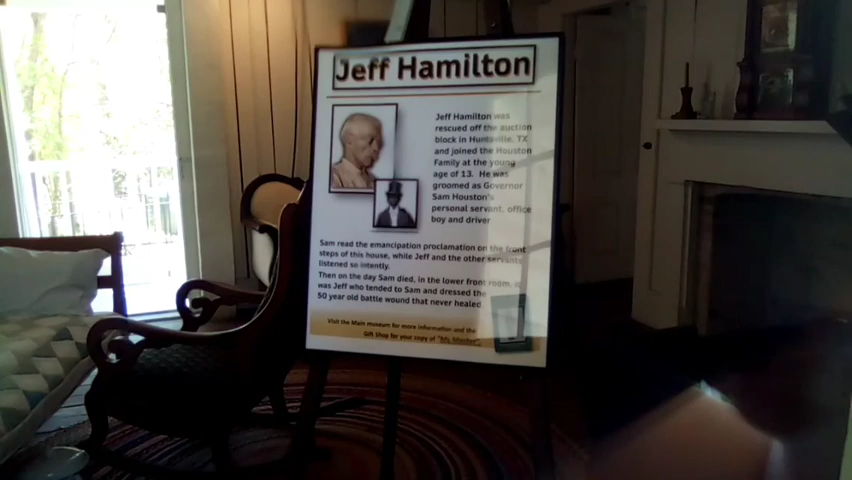 Jeff Hamilton
Jeff Hamilton was
rescued off the auction
block in Huntsville, TX
and joined the Houston
Family at the young
age of 13. He was
groomed as Governor
Sam Houston's
personal servant, office
boy and driver
Sam read the emancipation proclamation on the front
steps of this house, while Jeff and the other servants
listened so intently.
Then on the day Sam died, in the lower front room, it
was Jeff who tended to Sam and dressed the
50 year old battle wound that never healed
Visit the Main museum for more information and the
Gift Shop for your copy of "My Master"